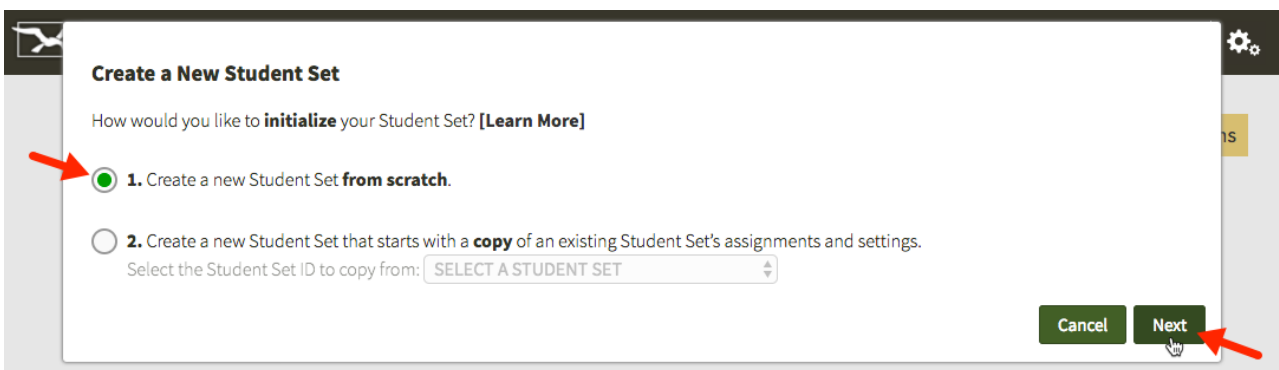 Create a New Student Set
How would you like to initialize your Student Set? [Learn More]
ns
1. Create a new Student Set from scratch.
2. Create a new Student Set that starts with a copy of an existing Student Set's assignments and settings.
Select the Student Set ID to copy from: SELECT A STUDENT SET
Cancel Next